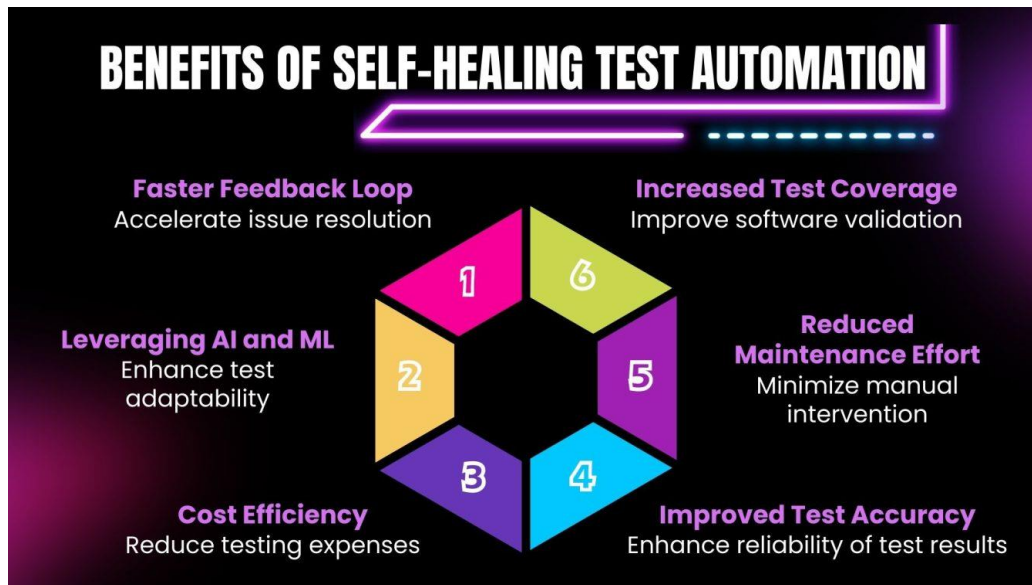 BENEFITS OF SELF-HEALING TEST AUTOMATION
Faster Feedback Loop
Accelerate issue resolution
1
Leveraging AI and ML
Enhance test
adaptability
2
Cost Efficiency
Reduce testing expenses
3
Improved Test Accuracy
Enhance reliability of test results
4
Reduced
Maintenance Effort
Minimize manual
intervention
5
Increased Test Coverage
Improve software validation
6